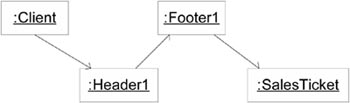 :Client
:Footer1
:Header1
:SalesTicket